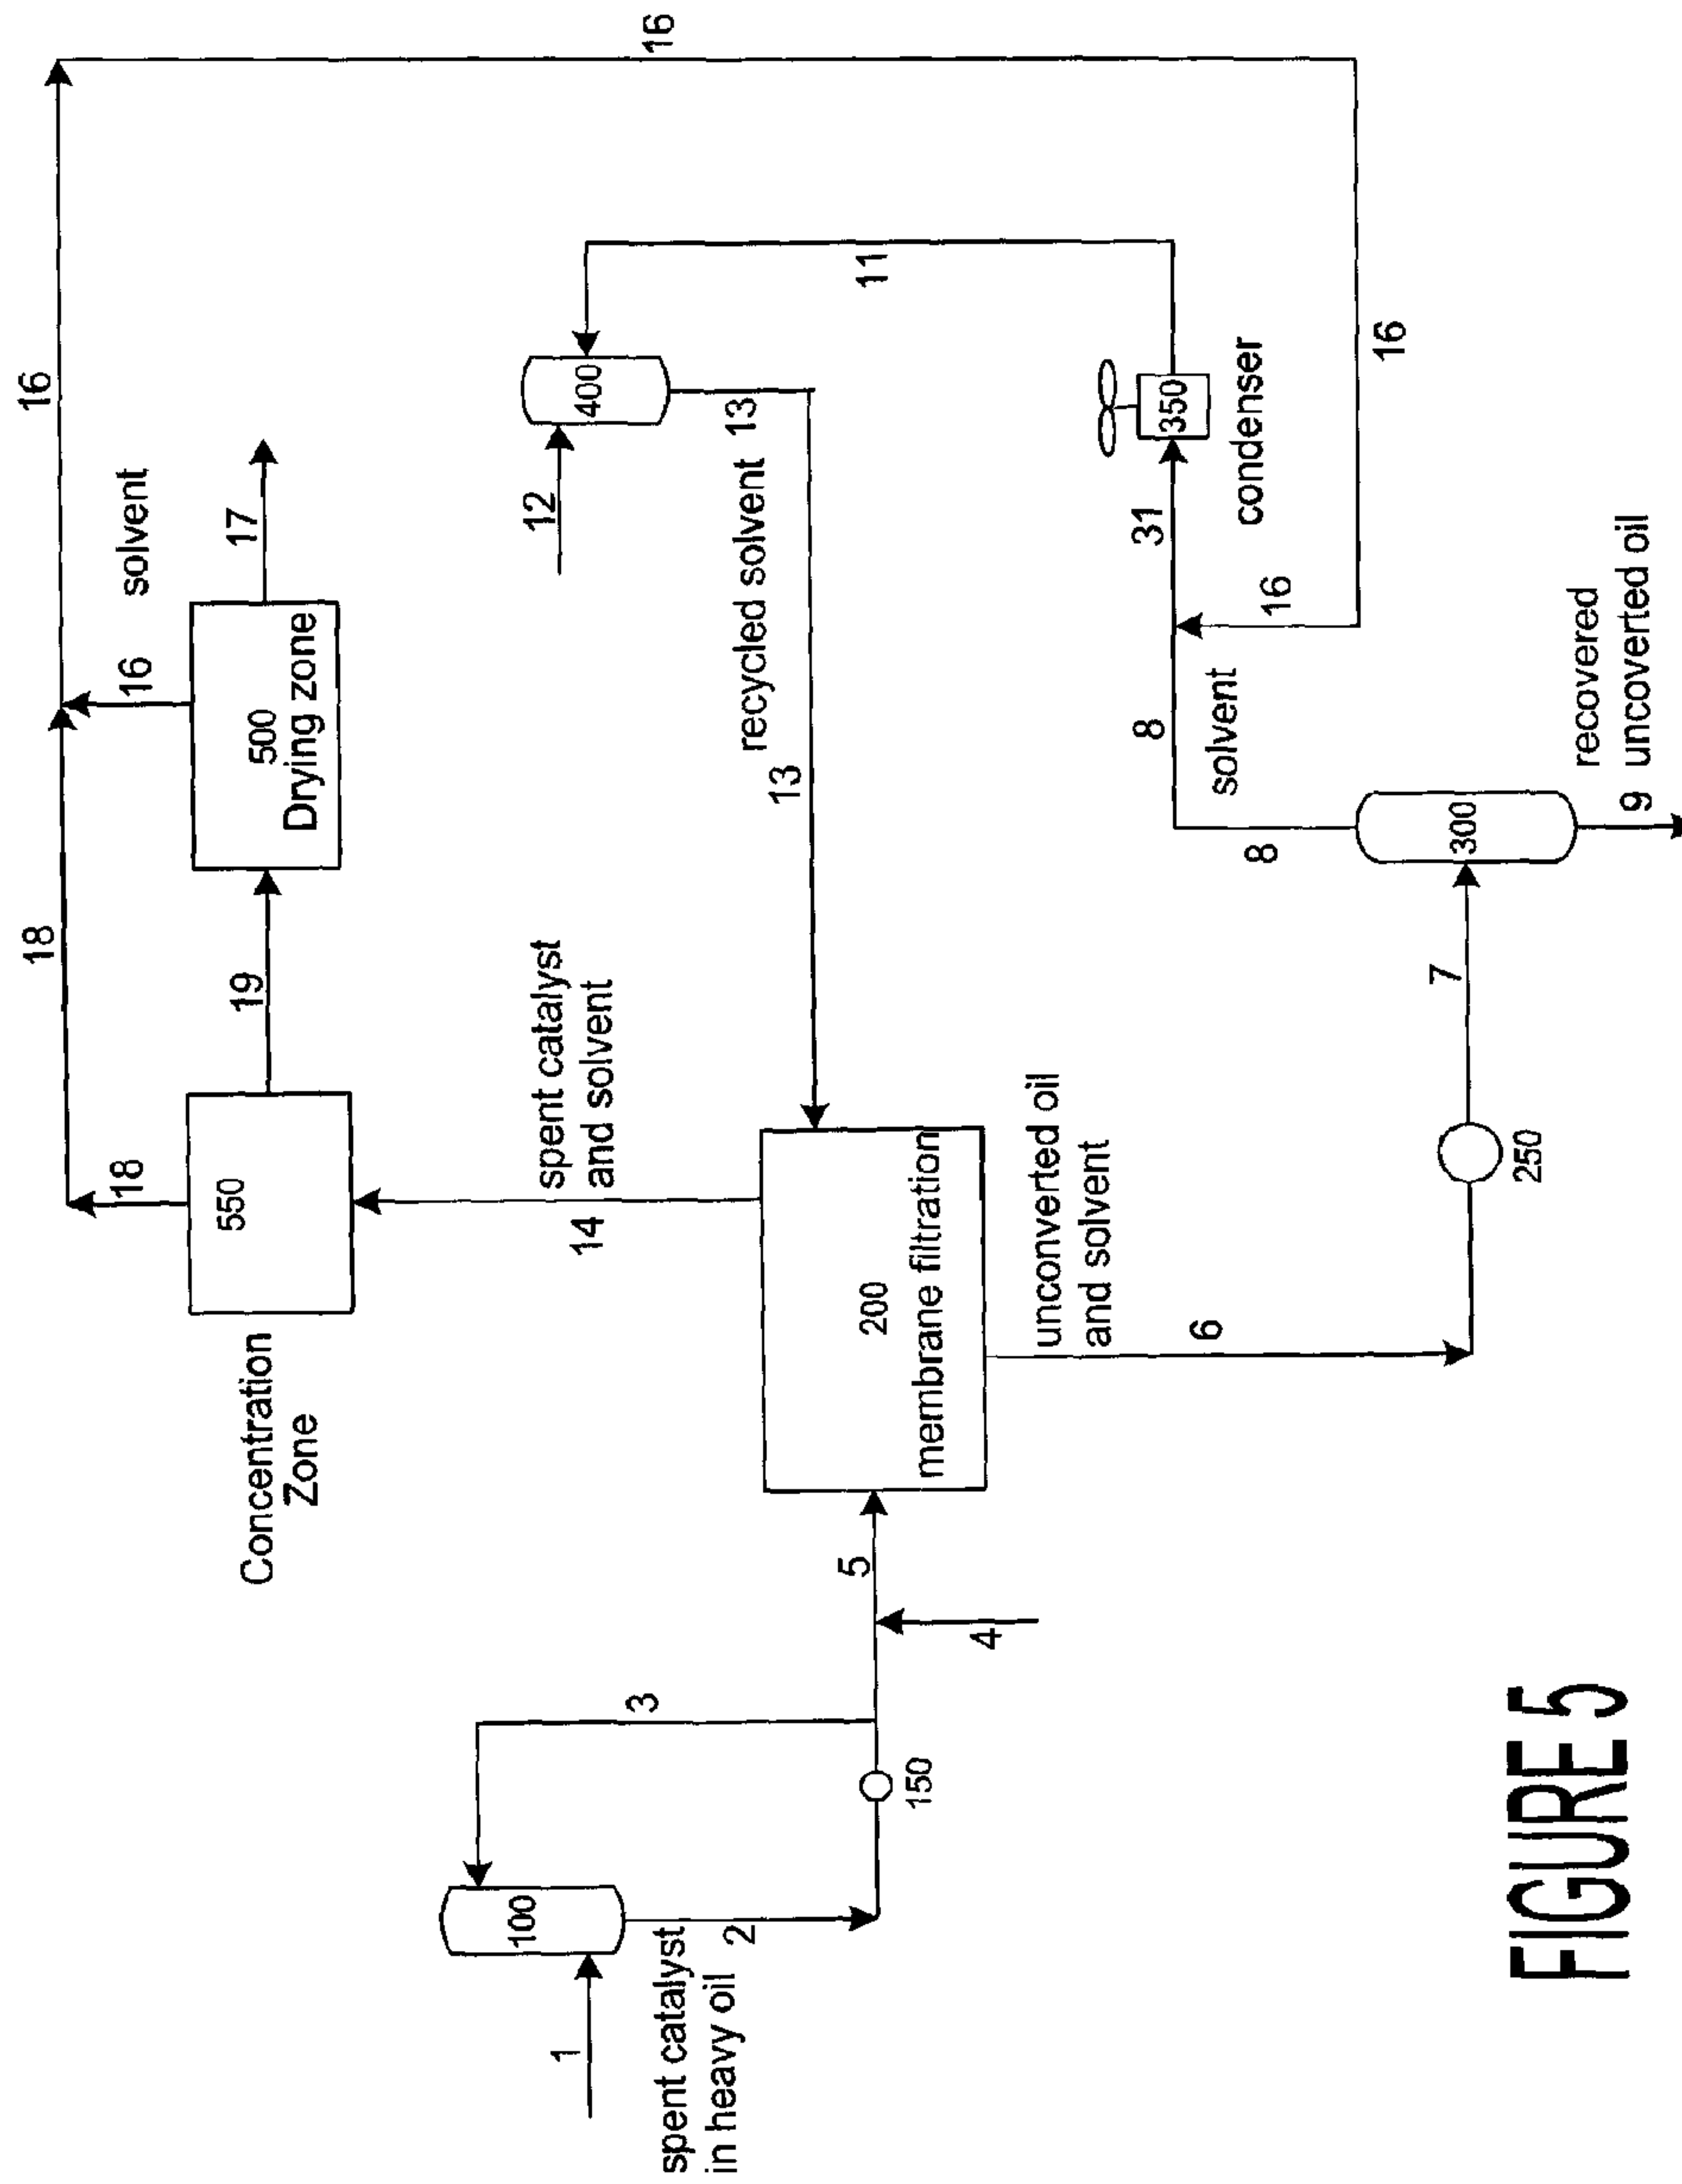 16
16
18
16
solvent
18
16
17
550
19
500
Drying zone
Concentration
Zone
12
400
11
13
recycled solvent
spent catalyst
and solvent
14
13
1
100
3
spent catalyst
in heavy oil
2
150
5
4
200
membrane filtration
unconverted oil
and solvent
6
8
31
350
condenser
solvent
16
16
8
7
250
300
9
recovered
uncoverted oil
FIGURE 5